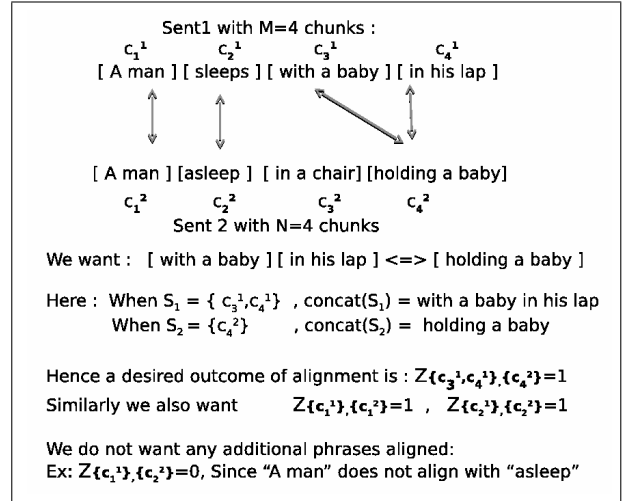 Sent1 with M=4 chunks :
c₁¹ c₂¹ c₃¹ c₄¹
[ A man ] [ sleeps ] [ with a baby ] [ in his lap ]
[ A man ] [asleep ] [ in a chair] [holding a baby]
c₁² c₂² c₃² c₄²
Sent 2 with N=4 chunks
We want : [ with a baby ] [ in his lap ] <=> [ holding a baby ]
Here : When S₁ = { c₃¹,c₄¹} , concat(S₁) = with a baby in his lap
When S₂ = {c₄²} , concat(S₂) = holding a baby
Hence a desired outcome of alignment is : Z{c₃¹,c₄¹},{c₄²}=1
Similarly we also want Z{c₁¹},{c₁²}=1 , Z{c₂¹},{c₂²}=1
We do not want any additional phrases aligned:
Ex: Z{c₁¹},{c₂²}=0, Since “A man” does not align with “asleep”